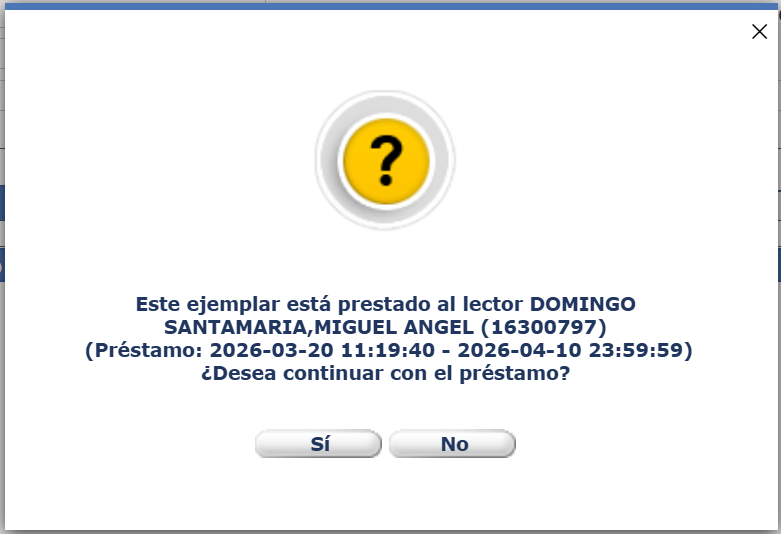 ?
Este ejemplar está prestado al lector DOMINGO
SANTAMARIA,MIGUEL ANGEL (16300797)
(Préstamo: 2026-03-20 11:19:40 - 2026-04-10 23:59:59)
¿Desea continuar con el préstamo?
Sí No